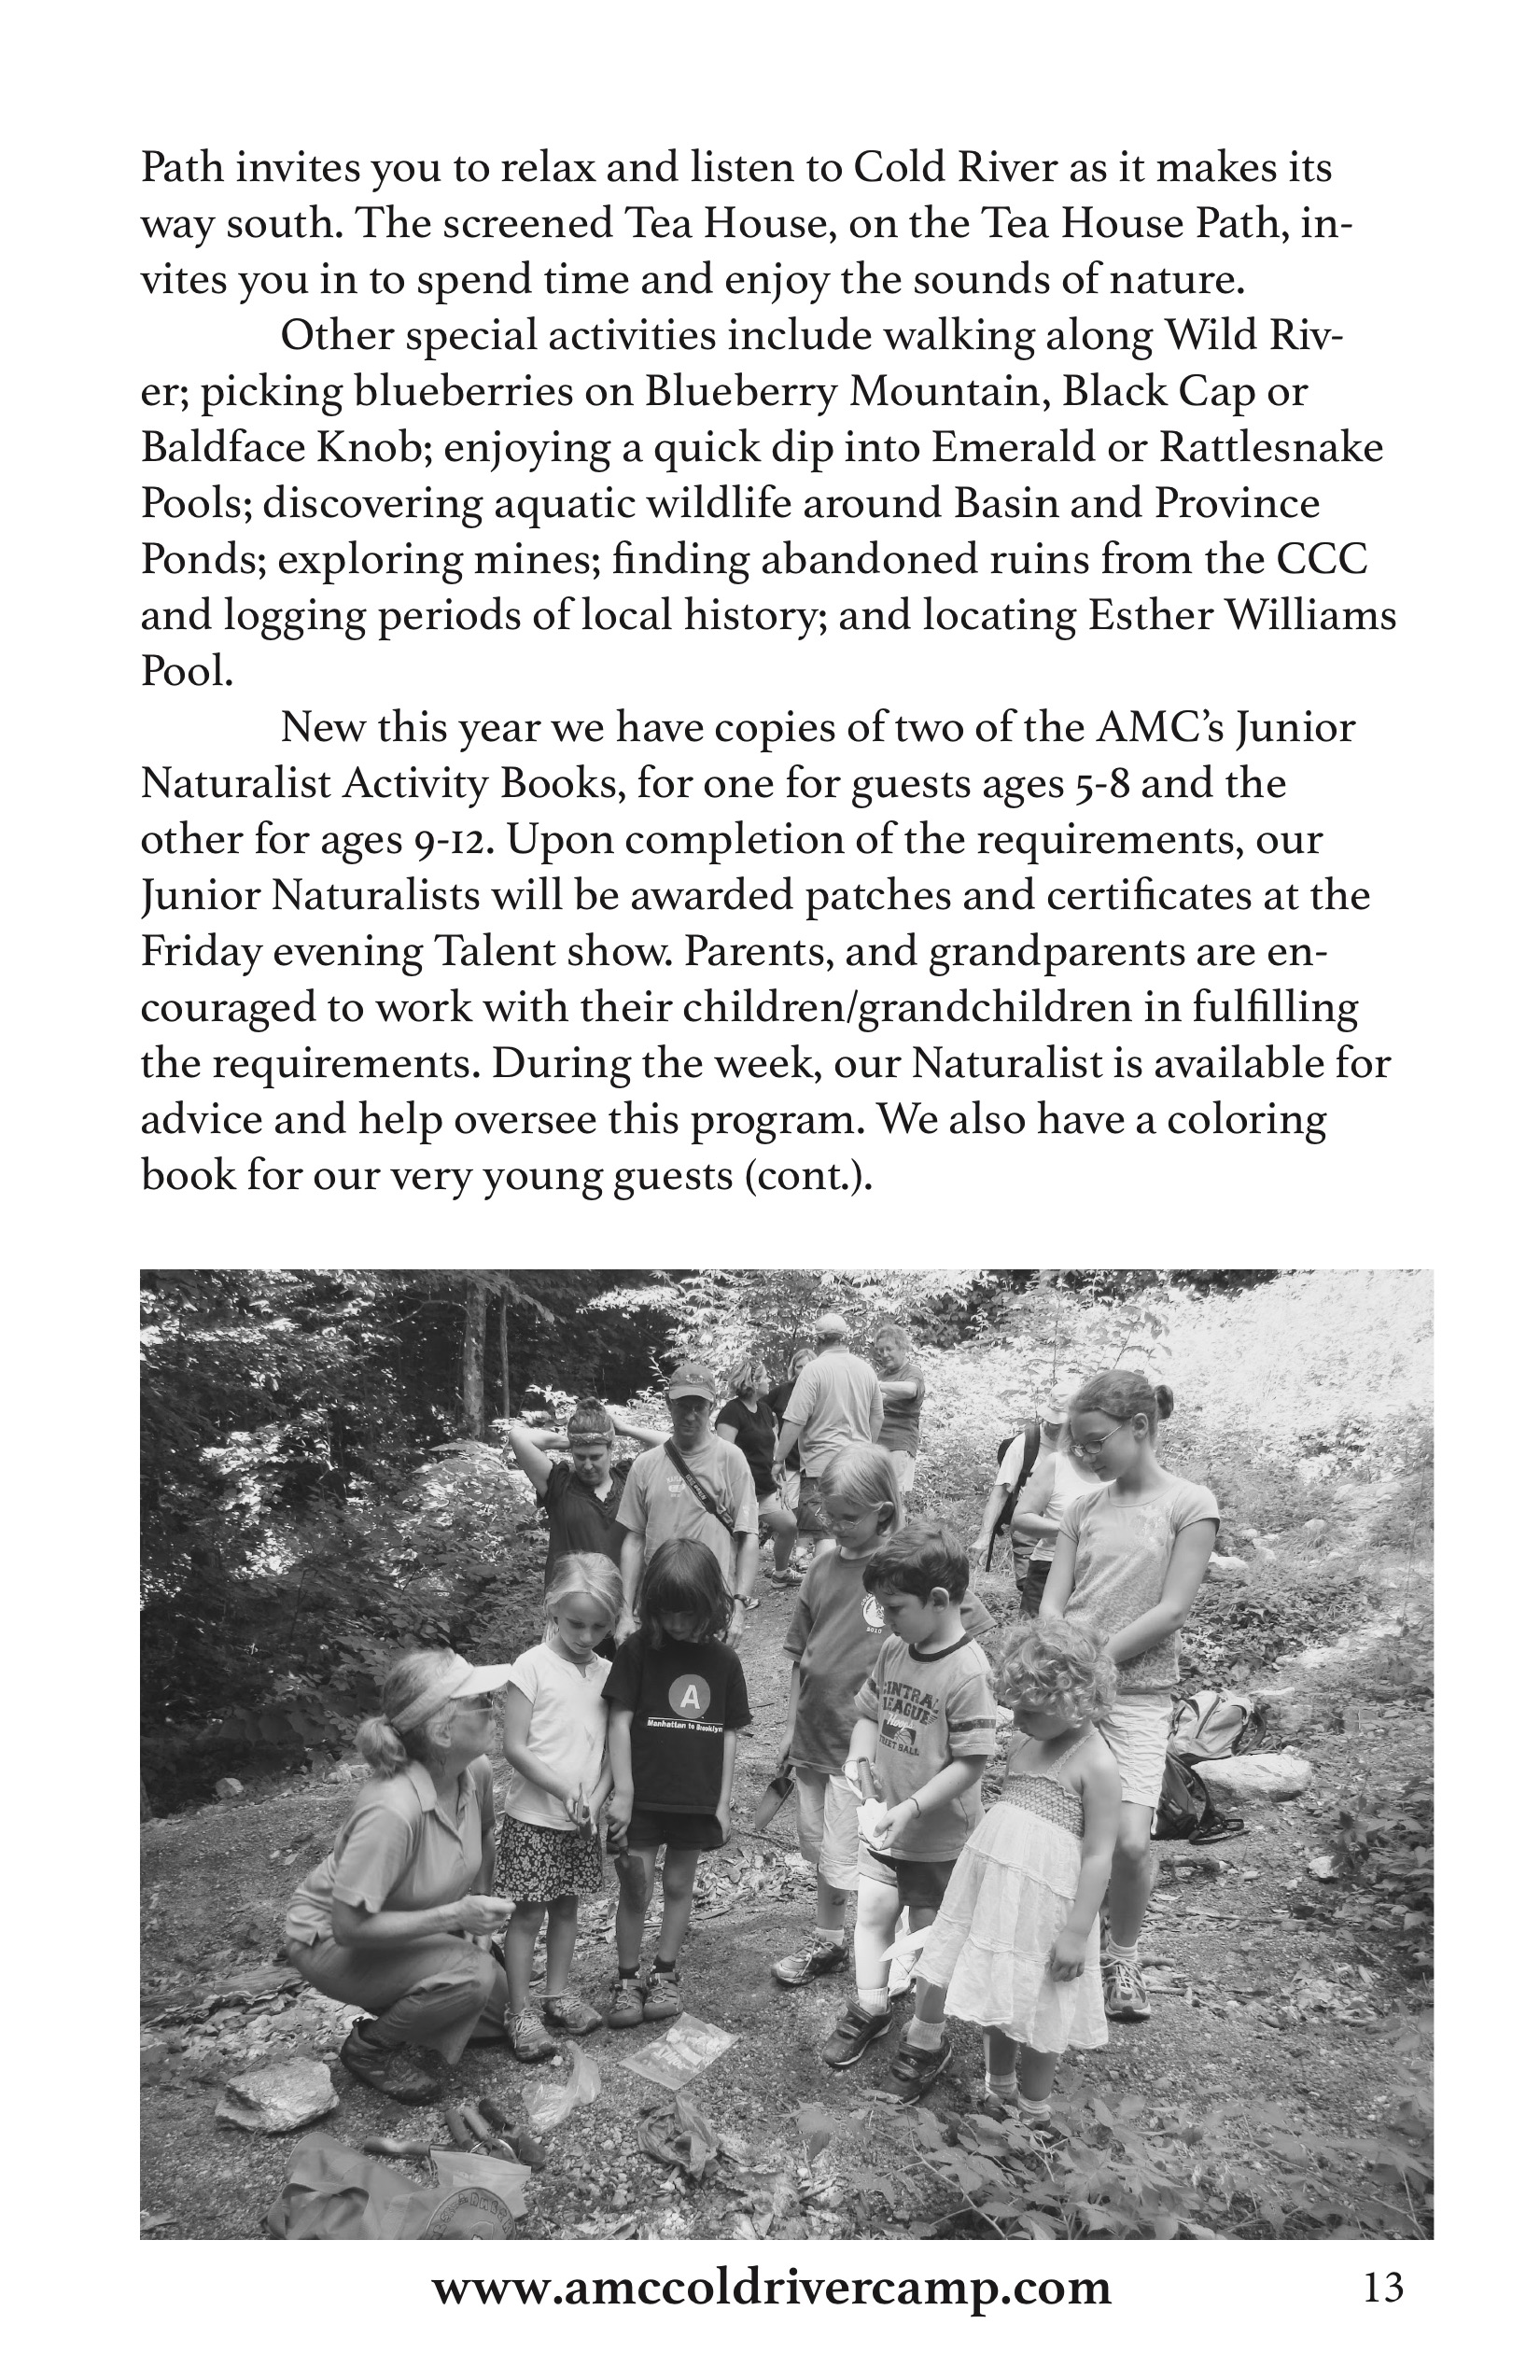 Path invites you to relax and listen to Cold River as it makes its
way south. The screened Tea House, on the Tea House Path, in-
vites you in to spend time and enjoy the sounds of nature.
Other special activities include walking along Wild Riv-
er; picking blueberries on Blueberry Mountain, Black Cap or
Baldface Knob; enjoying a quick dip into Emerald or Rattlesnake
Pools; discovering aquatic wildlife around Basin and Province
Ponds; exploring mines; finding abandoned ruins from the CCC
and logging periods of local history; and locating Esther Williams
Pool.
New this year we have copies of two of the AMC’s Junior
Naturalist Activity Books, for one for guests ages 5-8 and the
other for ages 9-12. Upon completion of the requirements, our
Junior Naturalists will be awarded patches and certificates at the
Friday evening Talent show. Parents, and grandparents are en-
couraged to work with their children/grandchildren in fulfilling
the requirements. During the week, our Naturalist is available for
advice and help oversee this program. We also have a coloring
book for our very young guests (cont.).
A
Manhattan to Brooklyn
CENTRAL
LEAGUE
Hoops
STREET BALL
www.amccoldrivercamp.com
13